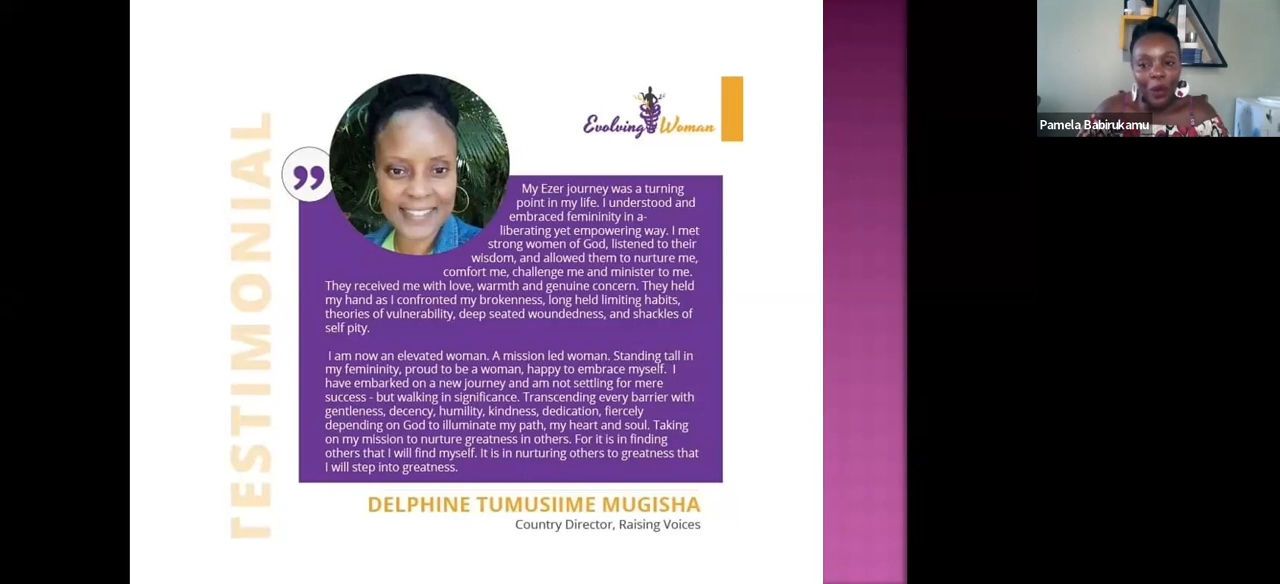 TESTIMONIAL
Evolving Woman
My Ezer journey was a turning
point in my life. I understood and
embraced femininity in a-
liberating yet empowering way. I met
strong women of God, listened to their
wisdom, and allowed them to nurture me,
comfort me, challenge me and minister to me.
They received me with love, warmth and genuine concern. They held
my hand as I confronted my brokenness, long held limiting habits,
theories of vulnerability, deep seated woundedness, and shackles of
self pity.
I am now an elevated woman. A mission led woman. Standing tall in
my femininity, proud to be a woman, happy to embrace myself. I
have embarked on a new journey and am not settling for mere
success - but walking in significance. Transcending every barrier with
gentleness, decency, humility, kindness, dedication, fiercely
depending on God to illuminate my path, my heart and soul. Taking
on my mission to nurture greatness in others. For it is in finding
others that I will find myself. It is in nurturing others to greatness that
I will step into greatness.
DELPHINE TUMUSIIME MUGISHA
Country Director, Raising Voices
Pamela Babirukamu